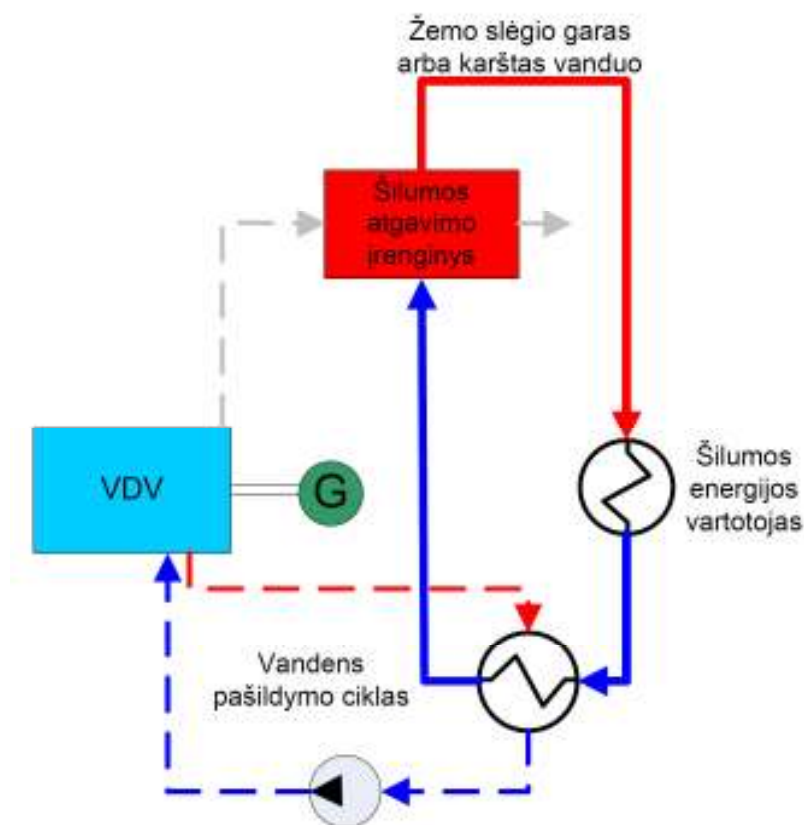 Žemo slėgio garas
arba karštas vanduo
Šilumos
atgavimo
įrenginys
VDV
G
Šilumos
energijos
vartotojas
Vandens
pašildymo ciklas